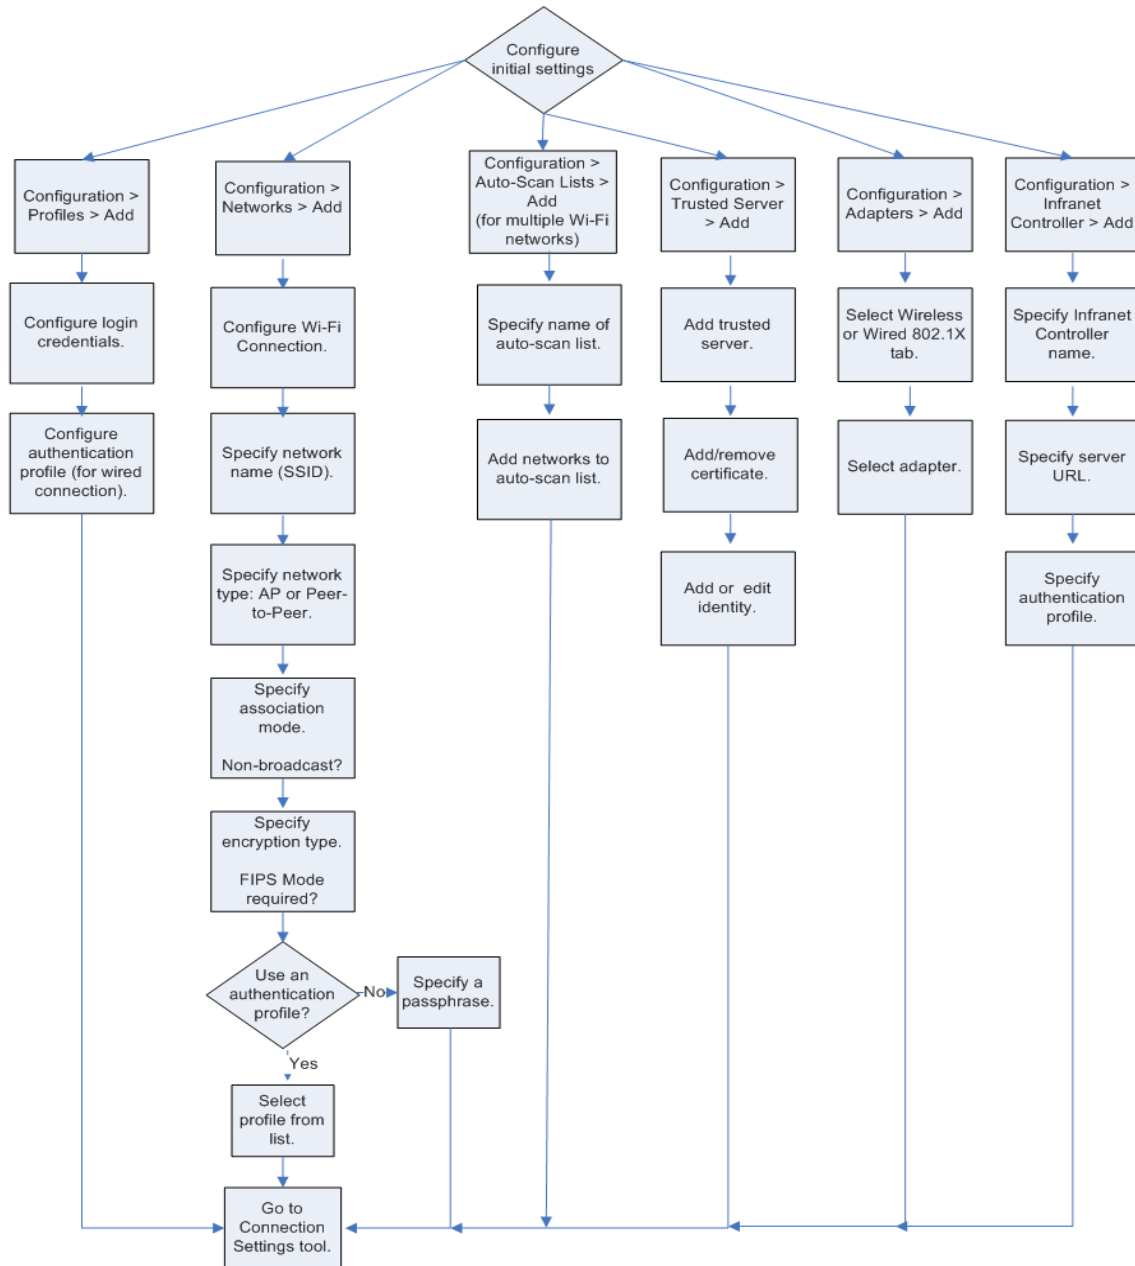 Configure
initial settings
Configuration >
Profiles > Add
Configure login
credentials.
Configure
authentication
profile (for wired
connection).
Configuration >
Networks > Add
Configure Wi-Fi
Connection.
Specify network
name (SSID).
Specify network
type: AP or Peer-
to-Peer.
Specify
association
mode.
Non-broadcast?
Specify
encryption type.
FIPS Mode
required?
Use an
authentication
profile?
No
Specify a
passphrase.
Yes
Select
profile from
list.
Go to
Connection
Settings tool.
Configuration >
Auto-Scan Lists >
Add
(for multiple Wi-Fi
networks)
Specify name of
auto-scan list.
Add networks to
auto-scan list.
Configuration >
Trusted Server
> Add
Add trusted
server.
Add/remove
certificate.
Add or edit
identity.
Configuration >
Adapters > Add
Select Wireless
or Wired 802.1X
tab.
Select adapter.
Configuration >
Infranet
Controller > Add
Specify Infranet
Controller
name.
Specify server
URL.
Specify
authentication
profile.